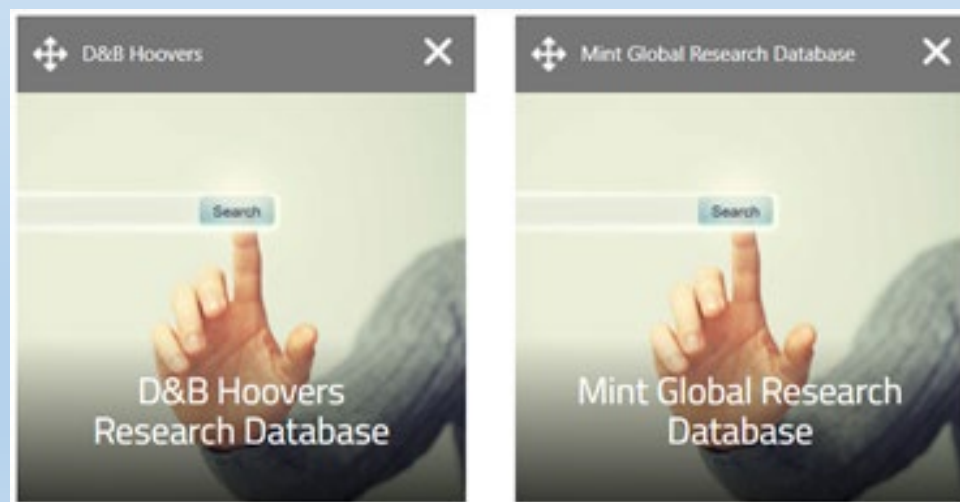 D&B Hoovers
Search
D&B Hoovers
Research Database
Mint Global Research Database
Search
Mint Global Research
Database